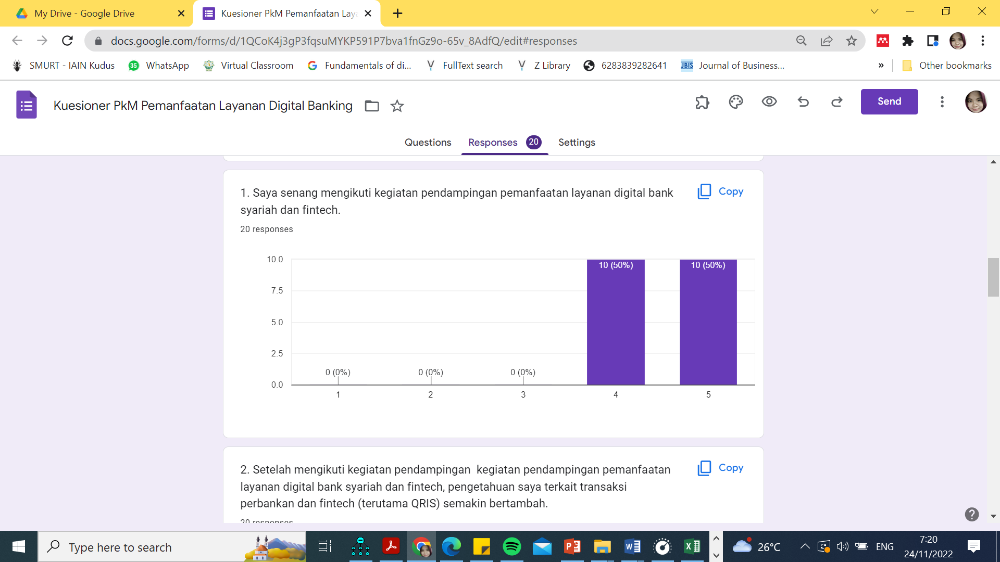 My Drive - Google Drive
Kuesioner PkM Pemanfaatan Lay
docs.google.com/forms/d/1QCoK4j3gP3fqsuMYKP591P7bva1fnGz9o-65v_8AdfQ/edit#responses
SMURT - IAIN Kudus
35
WhatsApp
Virtual Classroom
Fundamentals of di...
FullText search
Z Library
6283839282641
JBIS
Journal of Business...
»
Other bookmarks
Kuesioner PkM Pemanfaatan Layanan Digital Banking
Send
Questions
Responses 20
Settings
1. Saya senang mengikuti kegiatan pendampingan pemanfaatan layanan digital bank
syariah dan fintech.
Copy
20 responses
10.0
7.5
5.0
2.5
0.0
0 (0%)
0 (0%)
0 (0%)
10 (50%)
10 (50%)
1
2
3
4
5
2. Setelah mengikuti kegiatan pendampingan  kegiatan pendampingan pemanfaatan
layanan digital bank syariah dan fintech, pengetahuan saya terkait transaksi
perbankan dan fintech (terutama QRIS) semakin bertambah.
Copy
20 responses
Type here to search
26°C
ENG
7:20
24/11/2022